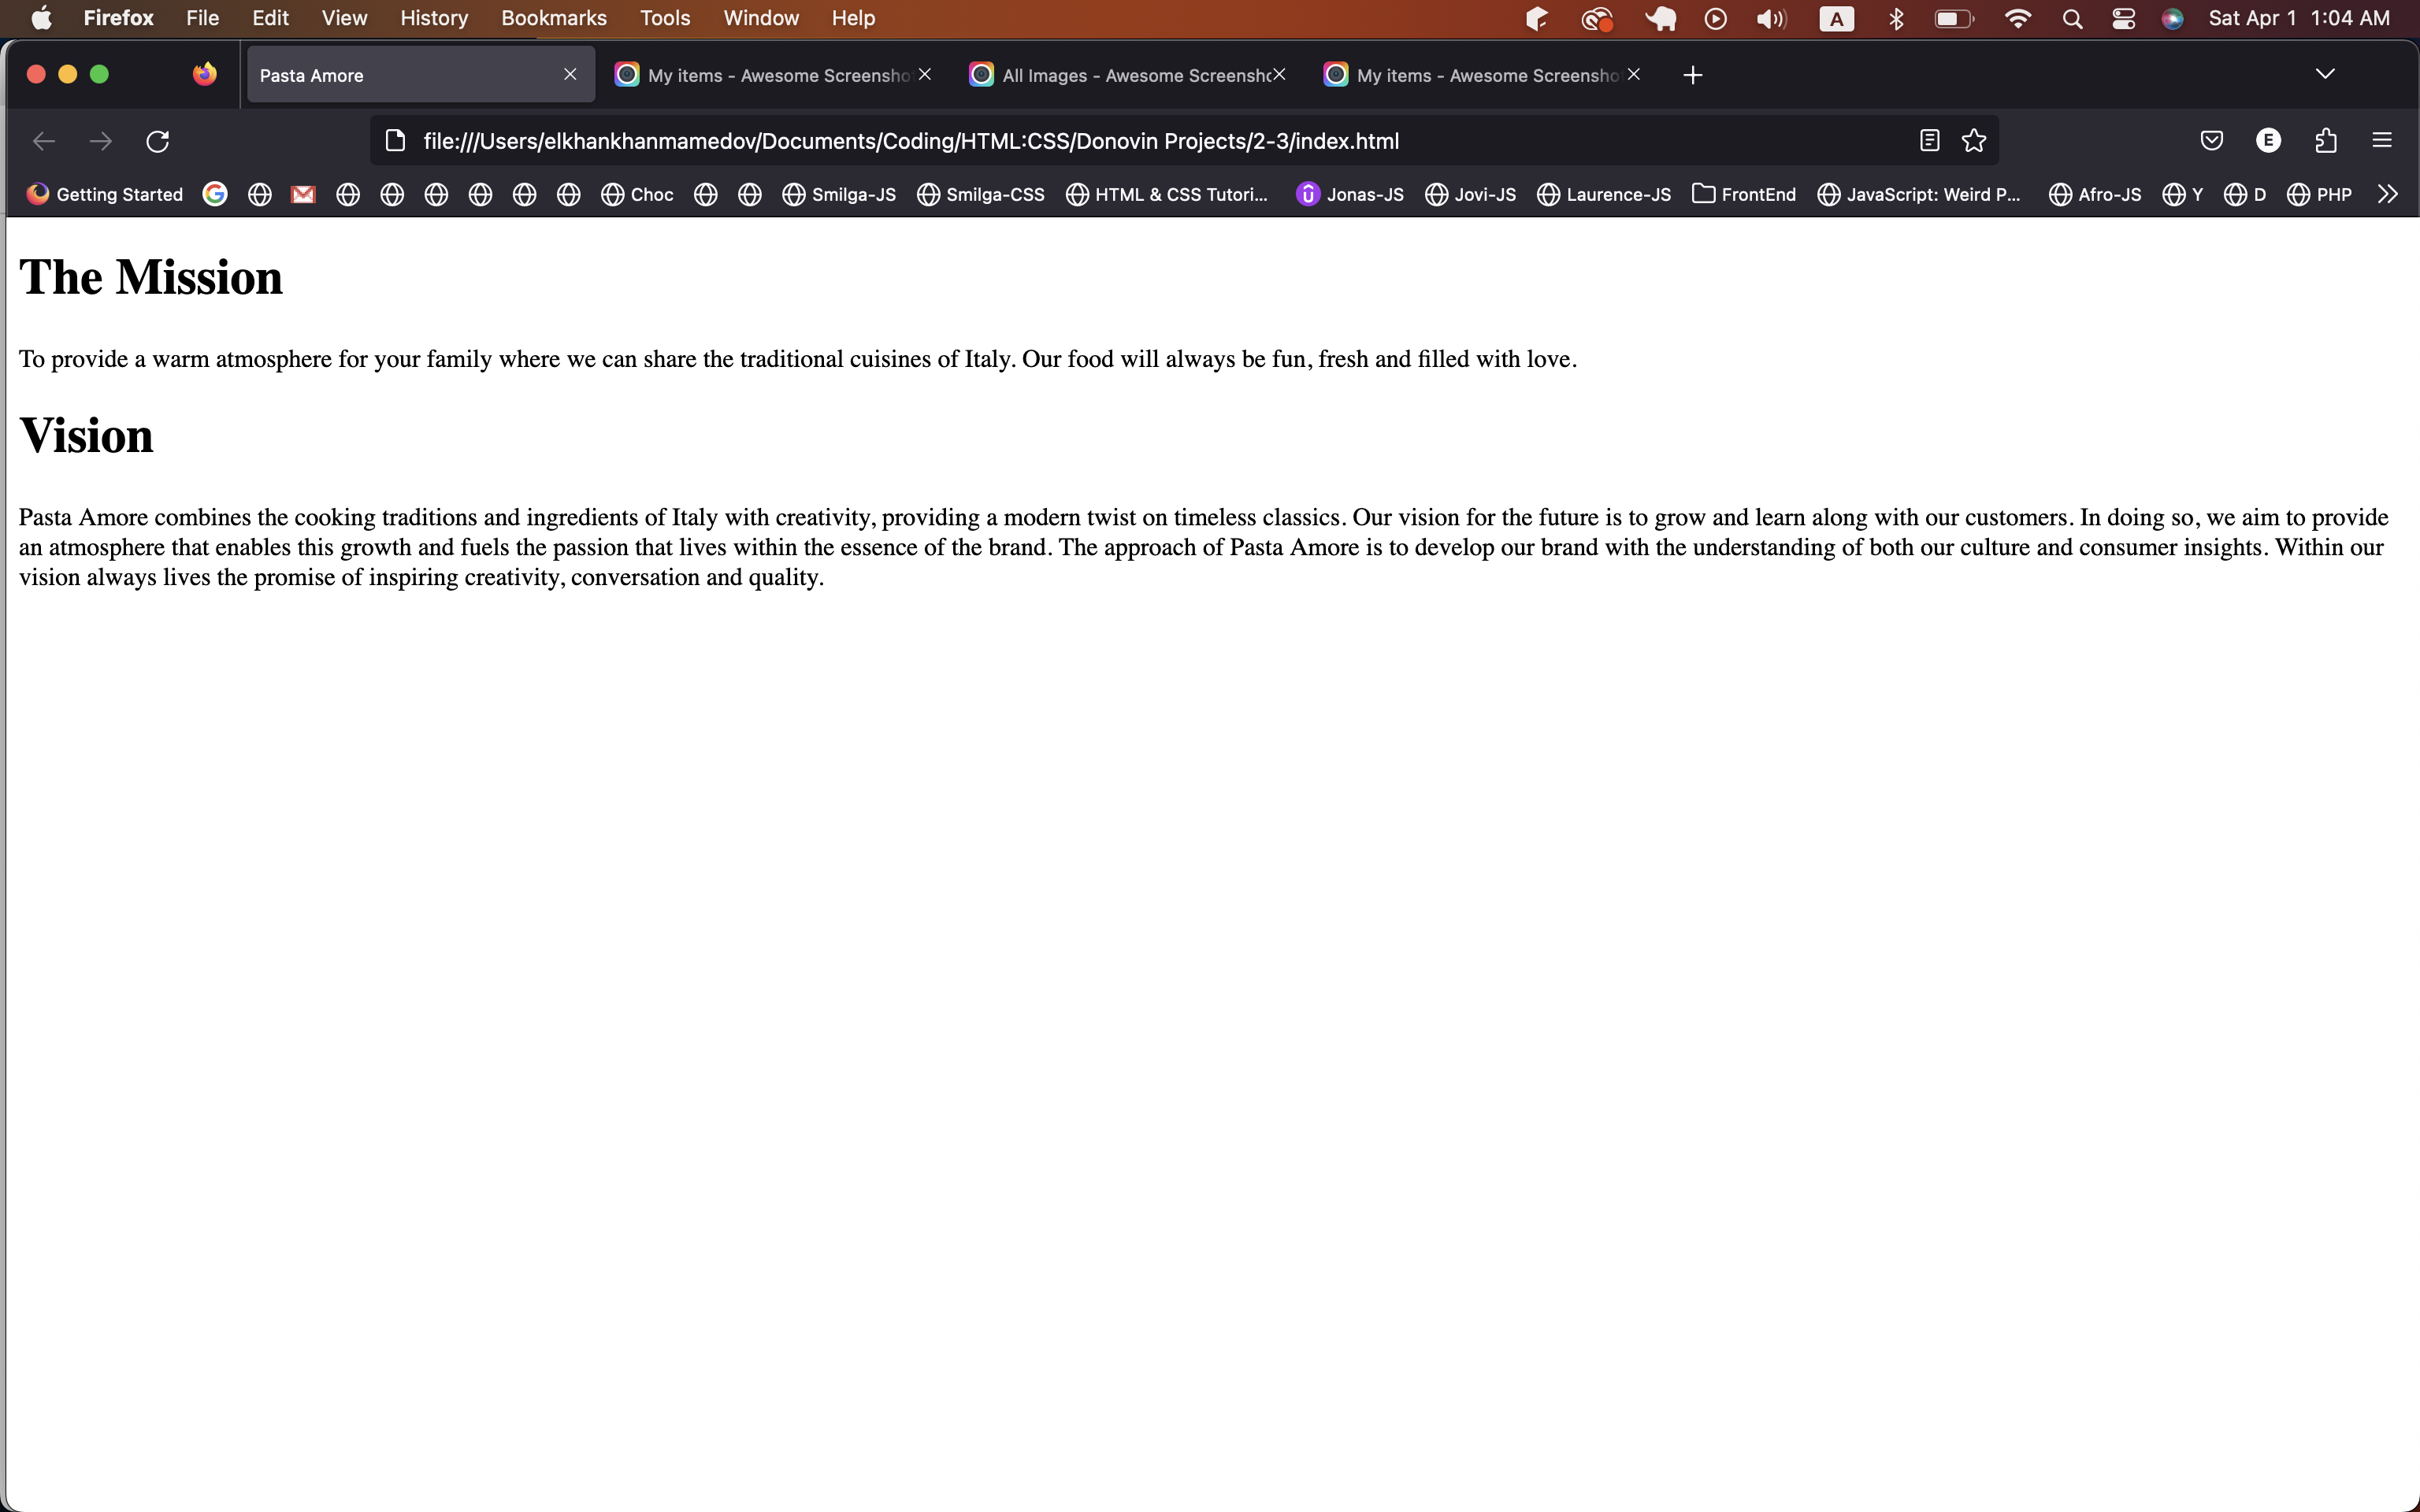 Firefox File Edit View History Bookmarks Tools Window Help A Sat Apr 1 1:04 AM
Pasta Amore My items - Awesome Screensho All Images - Awesome Screensho My items - Awesome Screensho
file:///Users/elkhankhanmamedov/Documents/Coding/HTML:CSS/Donovin Projects/2-3/index.html E
Getting Started Choc Smilga-JS Smilga-CSS HTML & CSS Tutori... Jonas-JS Jovi-JS Laurence-JS FrontEnd JavaScript: Weird P... Afro-JS Y D PHP
The Mission
To provide a warm atmosphere for your family where we can share the traditional cuisines of Italy. Our food will always be fun, fresh and filled with love.
Vision
Pasta Amore combines the cooking traditions and ingredients of Italy with creativity, providing a modern twist on timeless classics. Our vision for the future is to grow and learn along with our customers. In doing so, we aim to provide
an atmosphere that enables this growth and fuels the passion that lives within the essence of the brand. The approach of Pasta Amore is to develop our brand with the understanding of both our culture and consumer insights. Within our
vision always lives the promise of inspiring creativity, conversation and quality.